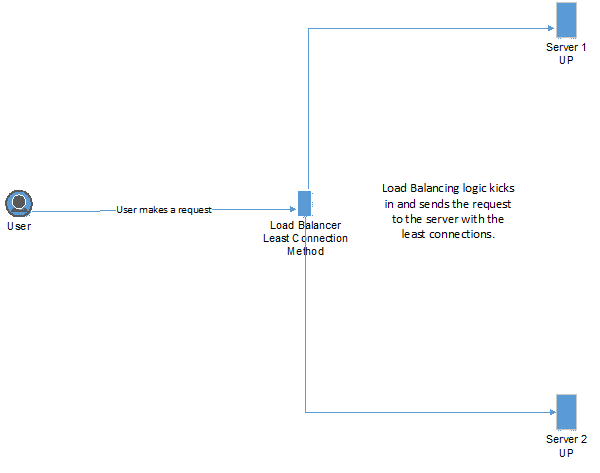 Server 1
UP
User makes a request
User
Load Balancer
Least Connection
Method
Load Balancing logic kicks
in and sends the request
to the server with the
least connections.
Server 2
UP